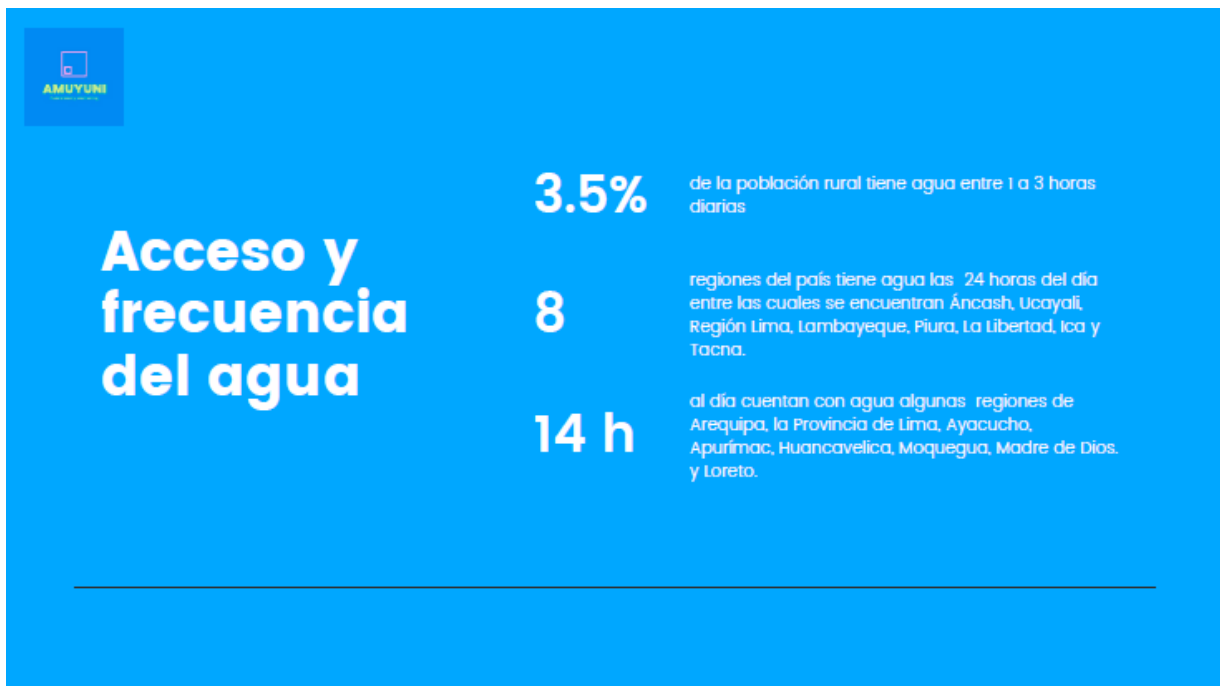 AMUYUNI
Acceso y
frecuencia
del agua
3.5%
de la población rural tiene agua entre 1 a 3 horas
diarias
8
regiones del país tiene agua las  24 horas del día
entre las cuales se encuentran Áncash, Ucayali,
Región Lima, Lambayeque, Piura, La Libertad, Ica y
Tacna.
14 h
al día cuentan con agua algunas  regiones de
Arequipa, la Provincia de Lima, Ayacucho,
Apurímac, Huancavelica, Moquegua, Madre de Dios.
y Loreto.